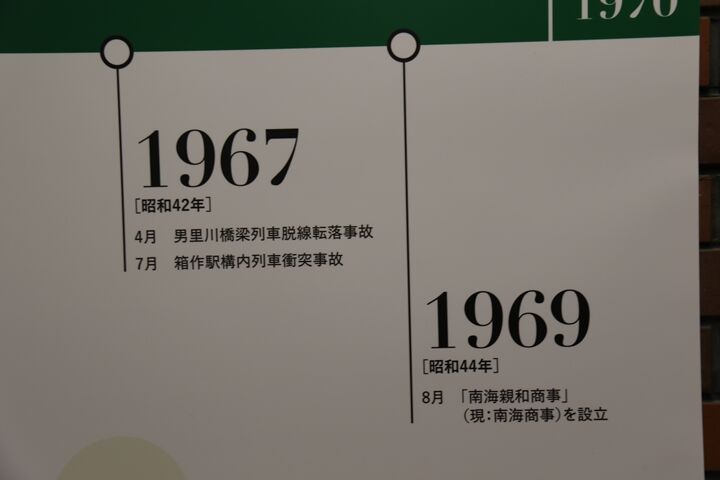 1970
1967
[昭和42年]
4月　男里川橋梁列車脱線転落事故
7月　箱作駅構内列車衝突事故
1969
[昭和44年]
8月　「南海親和商事」
（現：南海商事）を設立